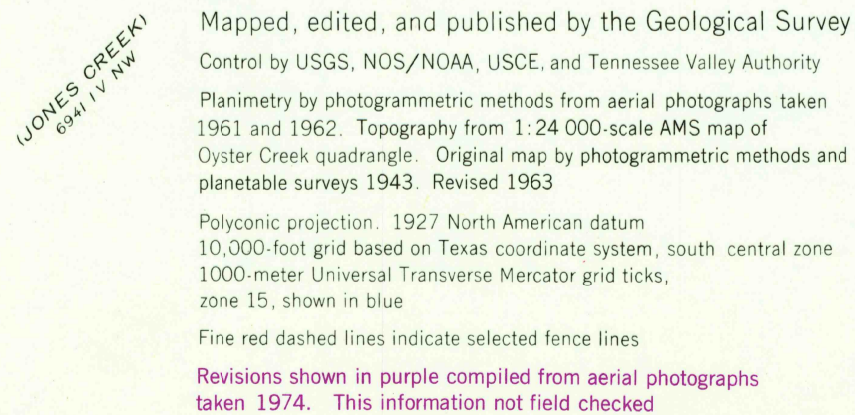 (JONES CREEK)
6941 IV NW
Mapped, edited, and published by the Geological Survey
Control by USGS, NOS/NOAA, USCE, and Tennessee Valley Authority
Planimetry by photogrammetric methods from aerial photographs taken
1961 and 1962. Topography from 1:24 000-scale AMS map of
Oyster Creek quadrangle. Original map by photogrammetric methods and
planetable surveys 1943. Revised 1963
Polyconic projection. 1927 North American datum
10,000-foot grid based on Texas coordinate system, south central zone
1000-meter Universal Transverse Mercator grid ticks,
zone 15, shown in blue
Fine red dashed lines indicate selected fence lines
Revisions shown in purple compiled from aerial photographs
taken 1974. This information not field checked